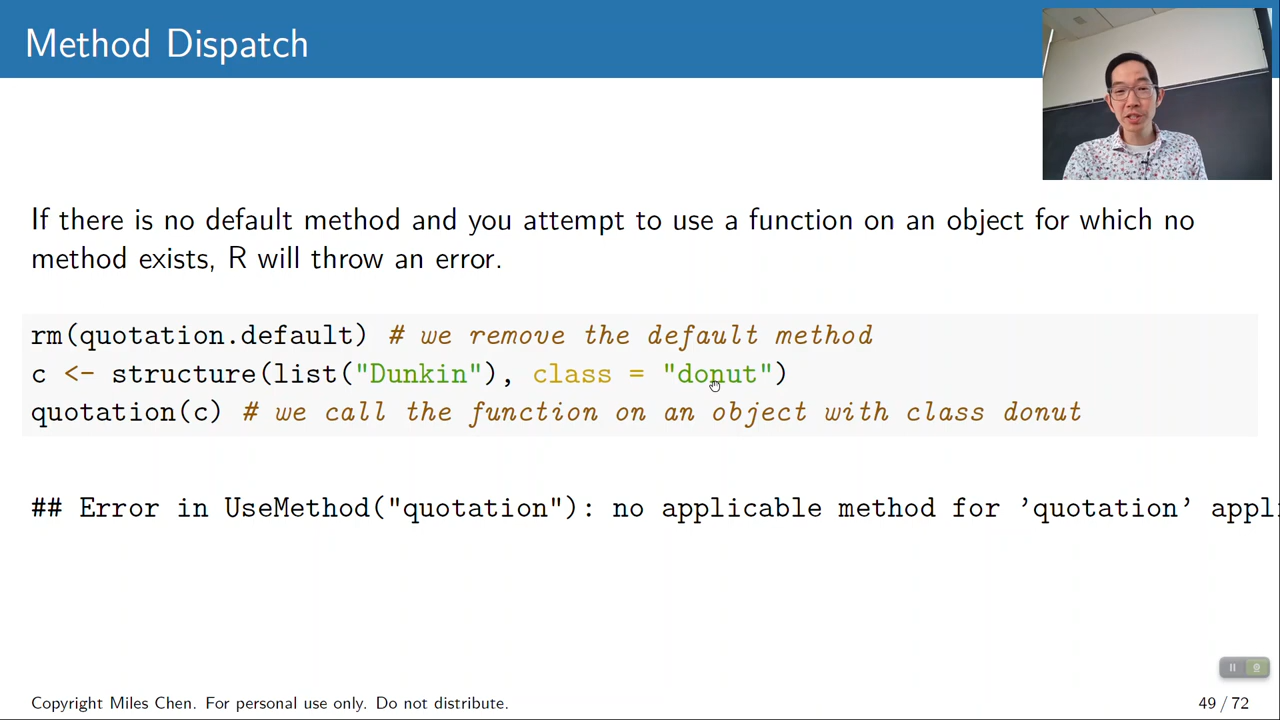 Method Dispatch
If there is no default method and you attempt to use a function on an object for which no
method exists, R will throw an error.
rm(quotation.default) # we remove the default method
c <- structure(list("Dunkin"), class = "donut")
quotation(c) # we call the function on an object with class donut
## Error in UseMethod("quotation"): no applicable method for ’quotation’ appl
Copyright Miles Chen. For personal use only. Do not distribute.
49 / 72